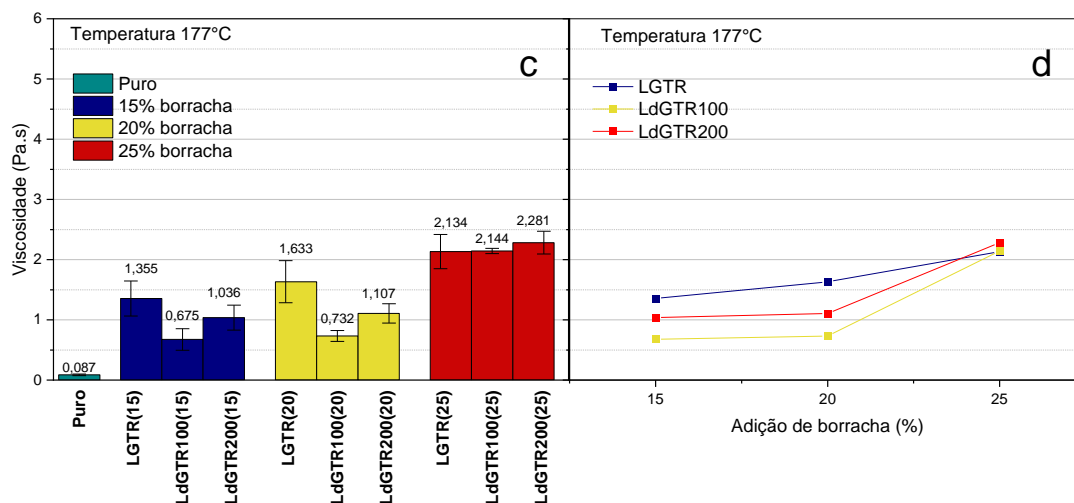 Temperatura 177°C
c
Puro
15% borracha
20% borracha
25% borracha
Viscosidade (Pa.s)
6
5
4
3
2
1
0
0,087
1,355
0,675
1,036
1,633
0,732
1,107
2,134
2,144
2,281
Puro
LGTR(15)
LdGTR100(15)
LdGTR200(15)
LGTR(20)
LdGTR100(20)
LdGTR200(20)
LGTR(25)
LdGTR100(25)
LdGTR200(25)
Temperatura 177°C
d
LGTR
LdGTR100
LdGTR200
15
20
25
Adição de borracha (%)